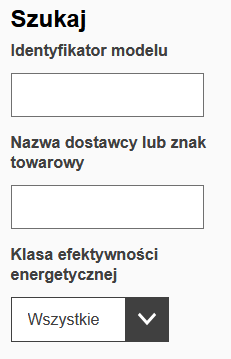 Szukaj
Identyfikator modelu
Nazwa dostawcy lub znak
towarowy
Klasa efektywności
energetycznej
Wszystkie